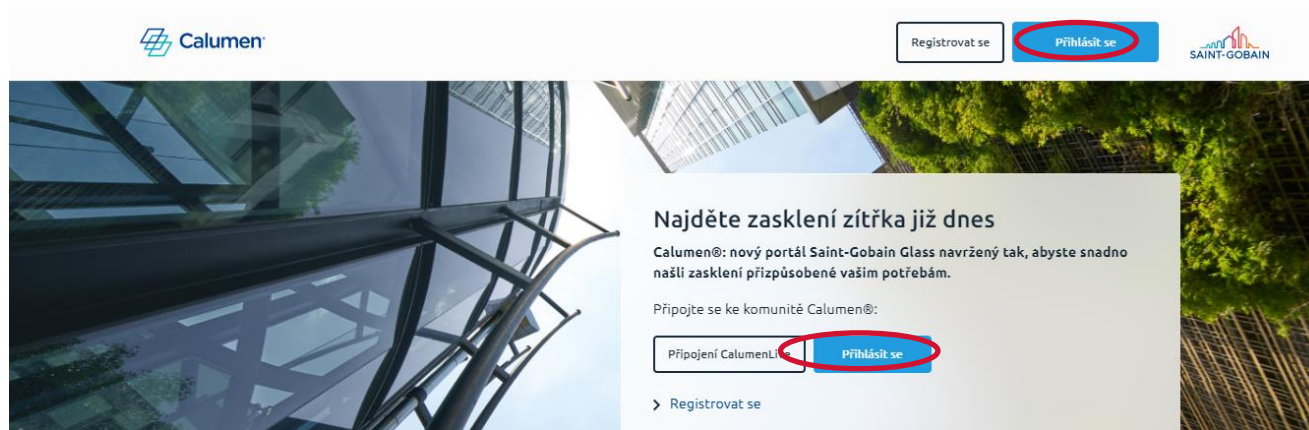 Calumen
Registrovat se
Přihlásit se
SAINT-GOBAIN
Najděte zasklení zítřka již dnes
Calumen®: nový portál Saint-Gobain Glass navržený tak, abyste snadno
našli zasklení přizpůsobené vašim potřebám.
Připojte se ke komunitě Calumen®:
Připojení CalumenLive
Přihlásit se
Registrovat se